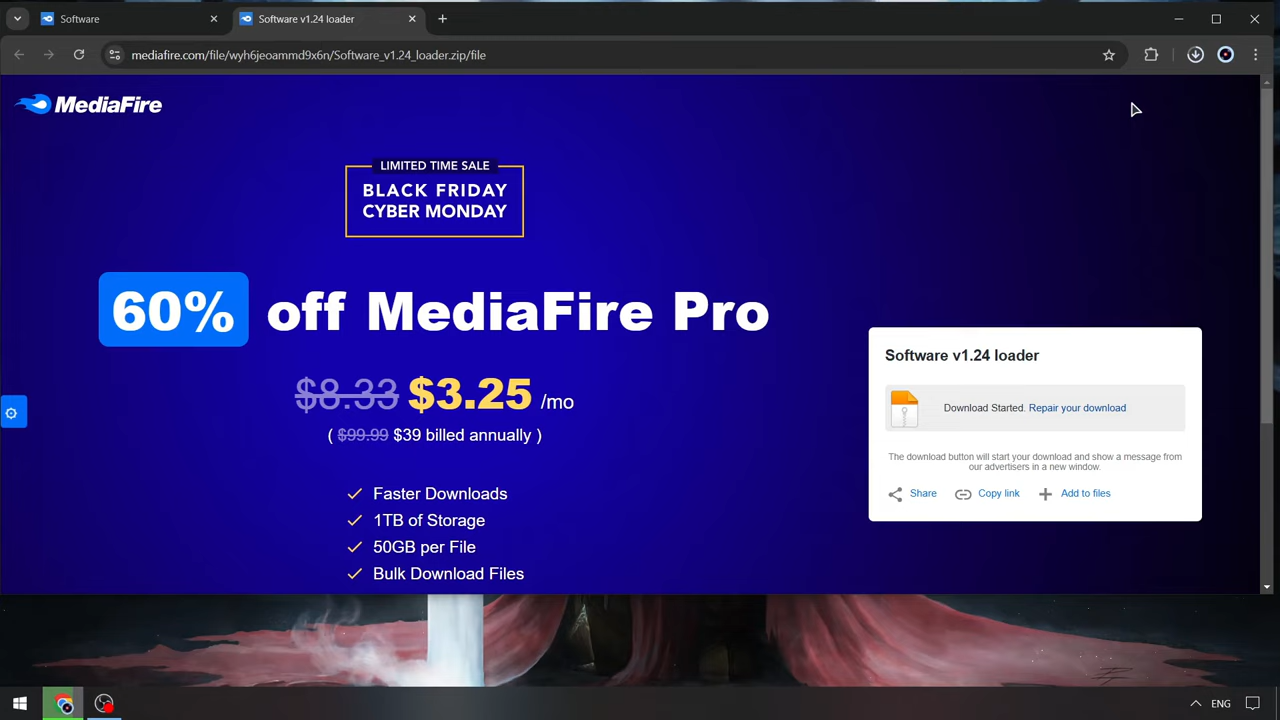 Software
Software v1.24 loader
mediafire.com/file/wyh6jeoammd9x6n/Software_v1.24_loader.zip/file
MediaFire
LIMITED TIME SALE
BLACK FRIDAY
CYBER MONDAY
60% off MediaFire Pro
$8.33 $3.25 /mo
( $99.99 $39 billed annually )
Faster Downloads
1TB of Storage
50GB per File
Bulk Download Files
Software v1.24 loader
Download Started. Repair your download
The download button will start your download and show a message from
our advertisers in a new window.
Share
Copy link
Add to files
ENG